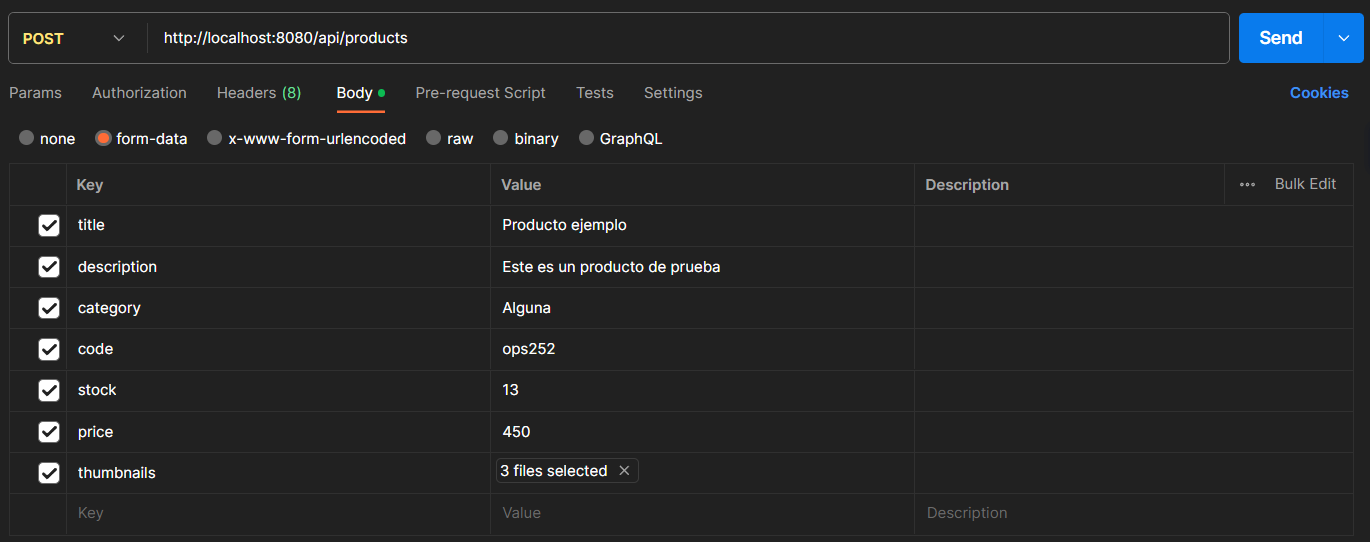 POST http://localhost:8080/api/products Send
Params Authorization Headers (8) Body Pre-request Script Tests Settings Cookies
none form-data x-www-form-urlencoded raw binary GraphQL
Key Value Description Bulk Edit
title Producto ejemplo
description Este es un producto de prueba
category Alguna
code ops252
stock 13
price 450
thumbnails 3 files selected
Key Value Description